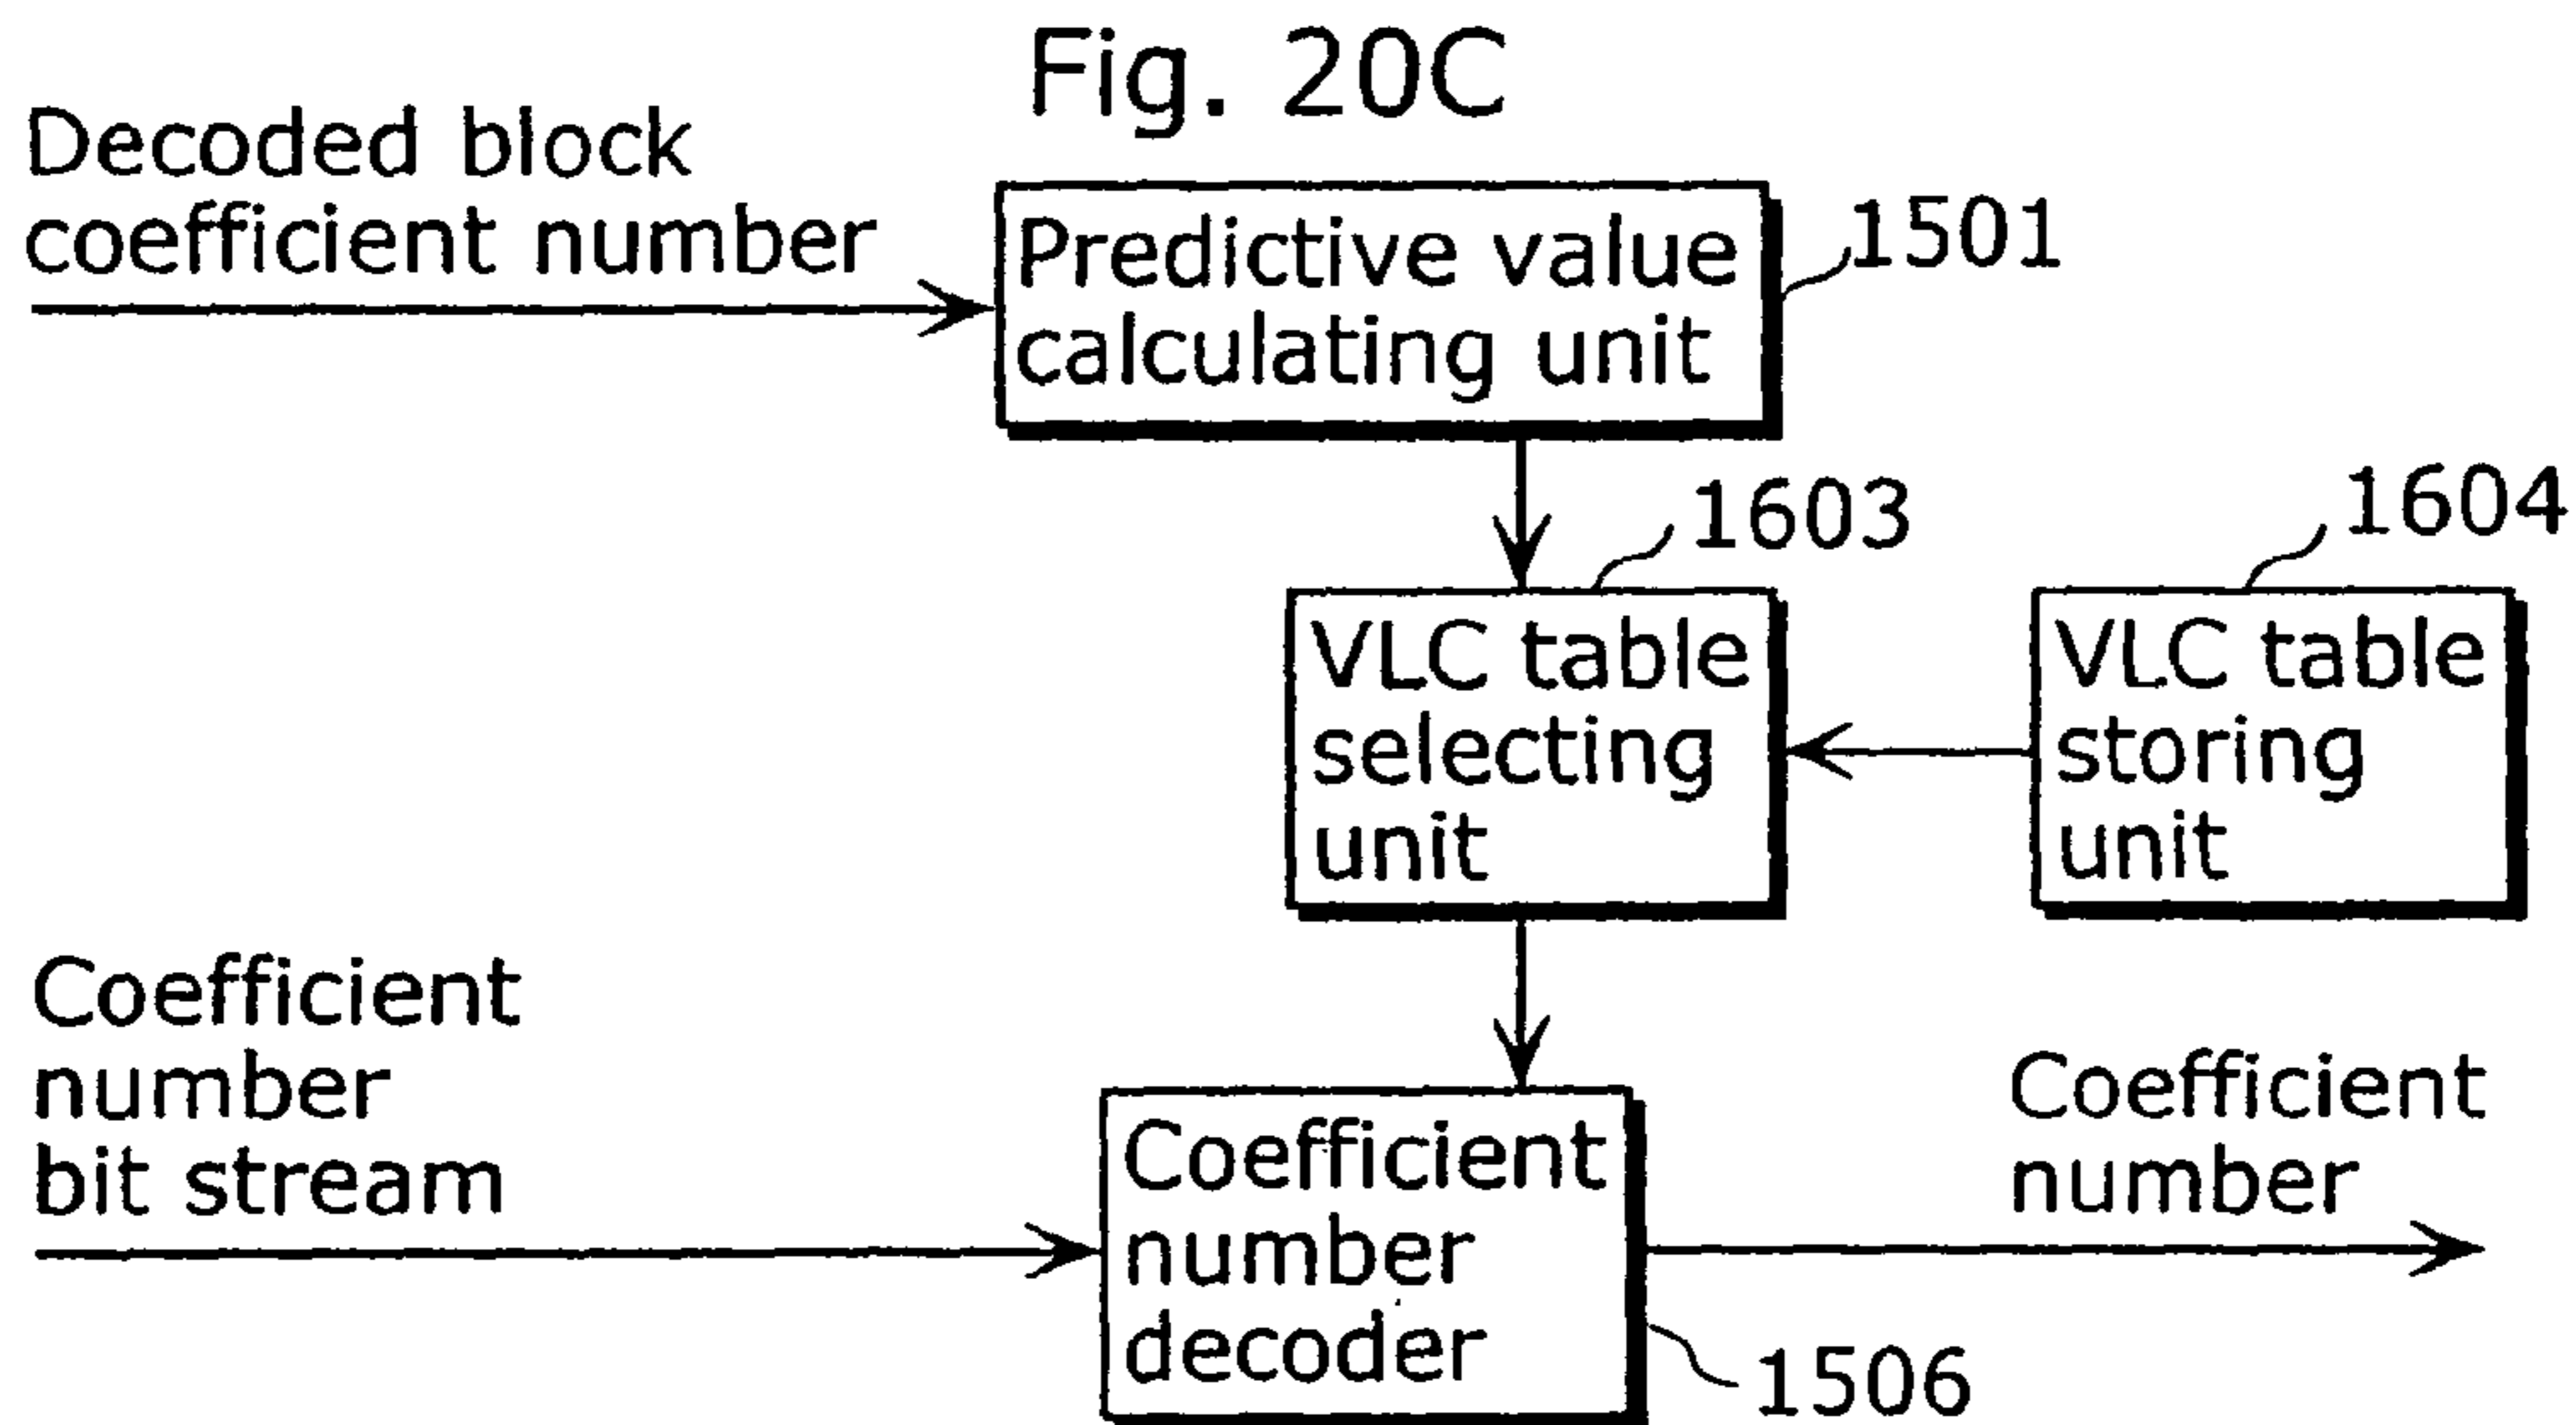 Fig. 20C
Decoded block
coefficient number
Predictive value
calculating unit
1501
1603
1604
VLC table
selecting
unit
VLC table
storing
unit
Coefficient
number
bit stream
Coefficient
number
decoder
Coefficient
number
1506